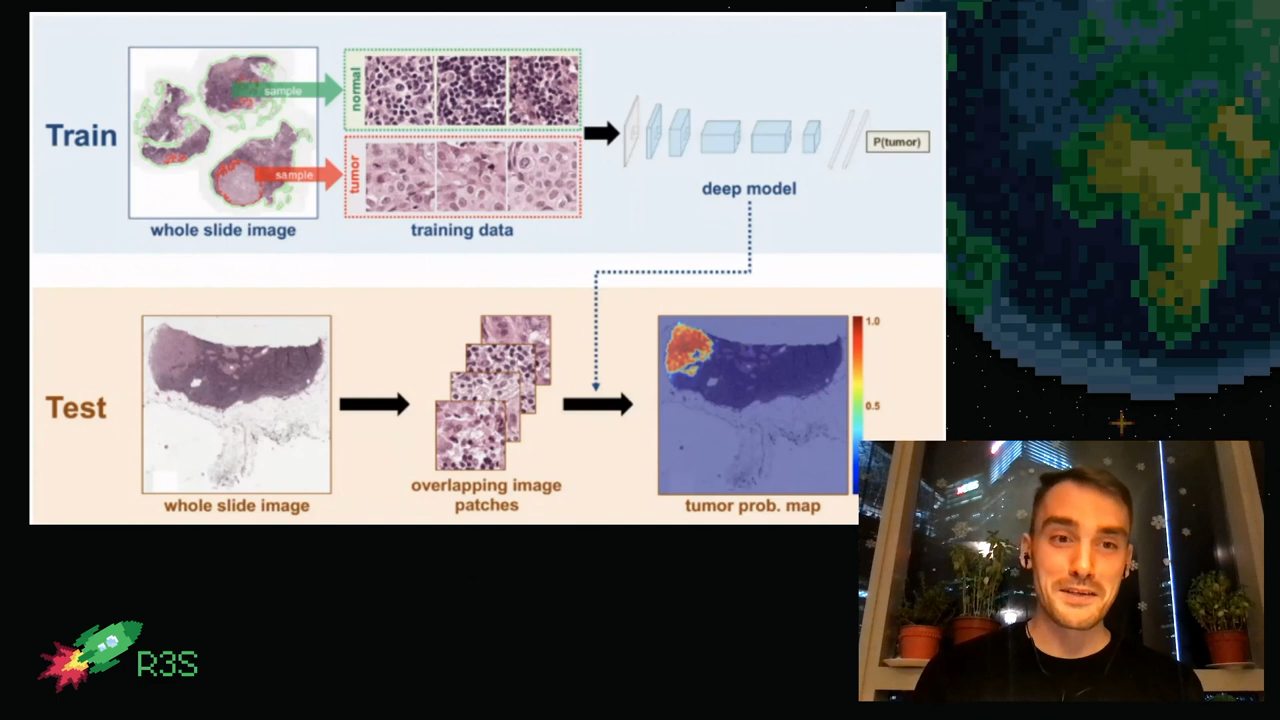 Train
sample
sample
normal
tumor
P(tumor)
deep model
whole slide image
training data
Test
1.0
0.5
whole slide image
overlapping image
patches
tumor prob. map
R3S